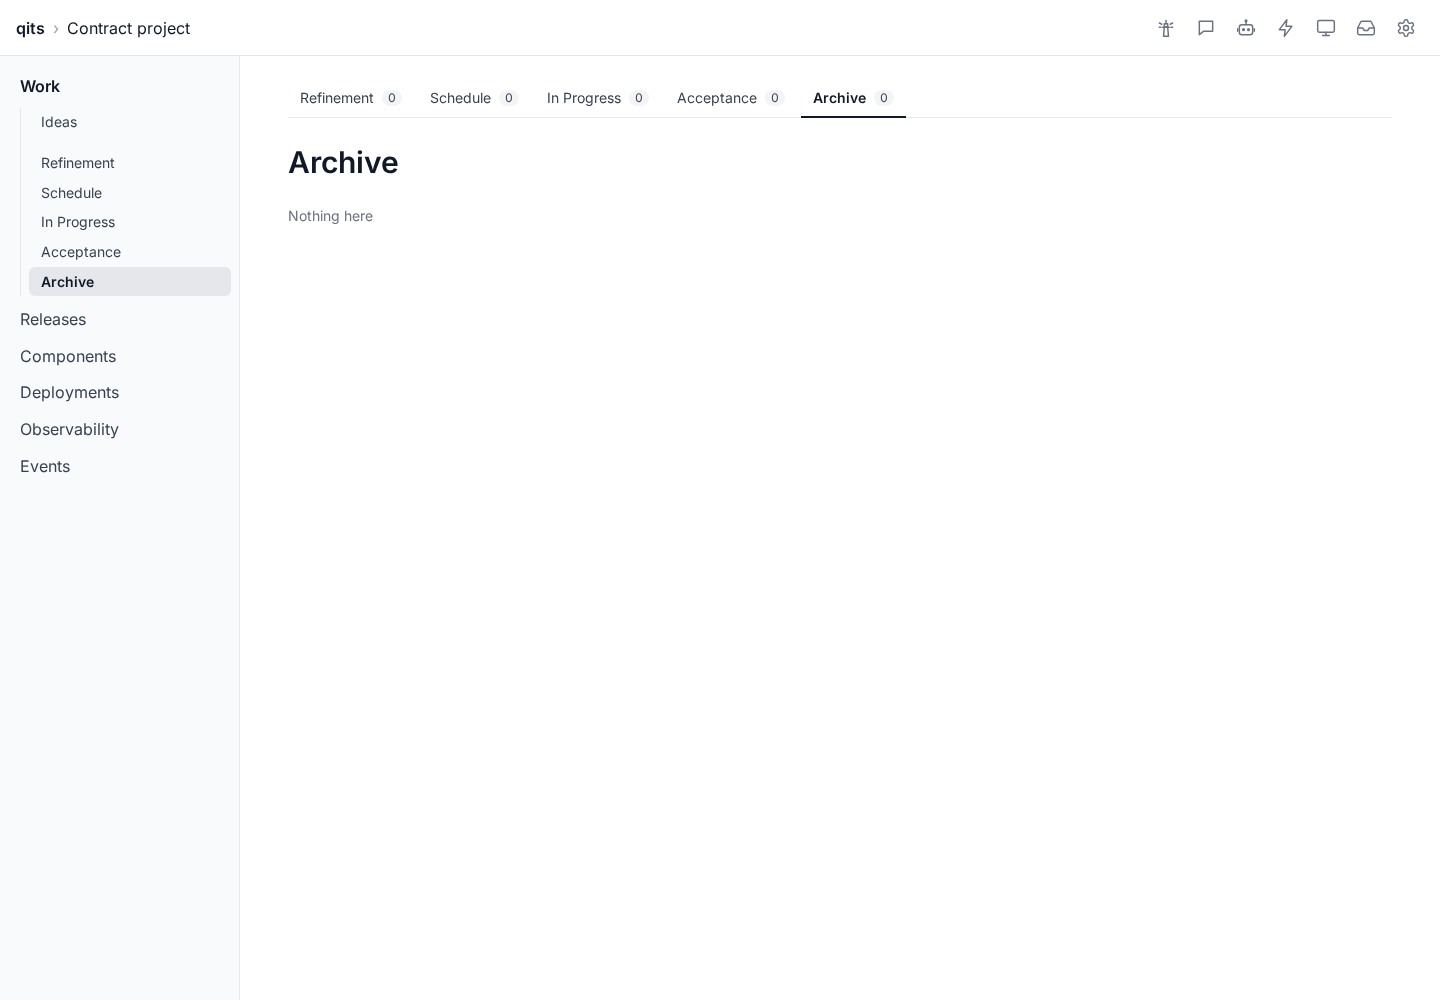 qits › Contract project
Work
Ideas
Refinement
Schedule
In Progress
Acceptance
Archive
Releases
Components
Deployments
Observability
Events
Refinement 0 Schedule 0 In Progress 0 Acceptance 0 Archive 0
Archive
Nothing here